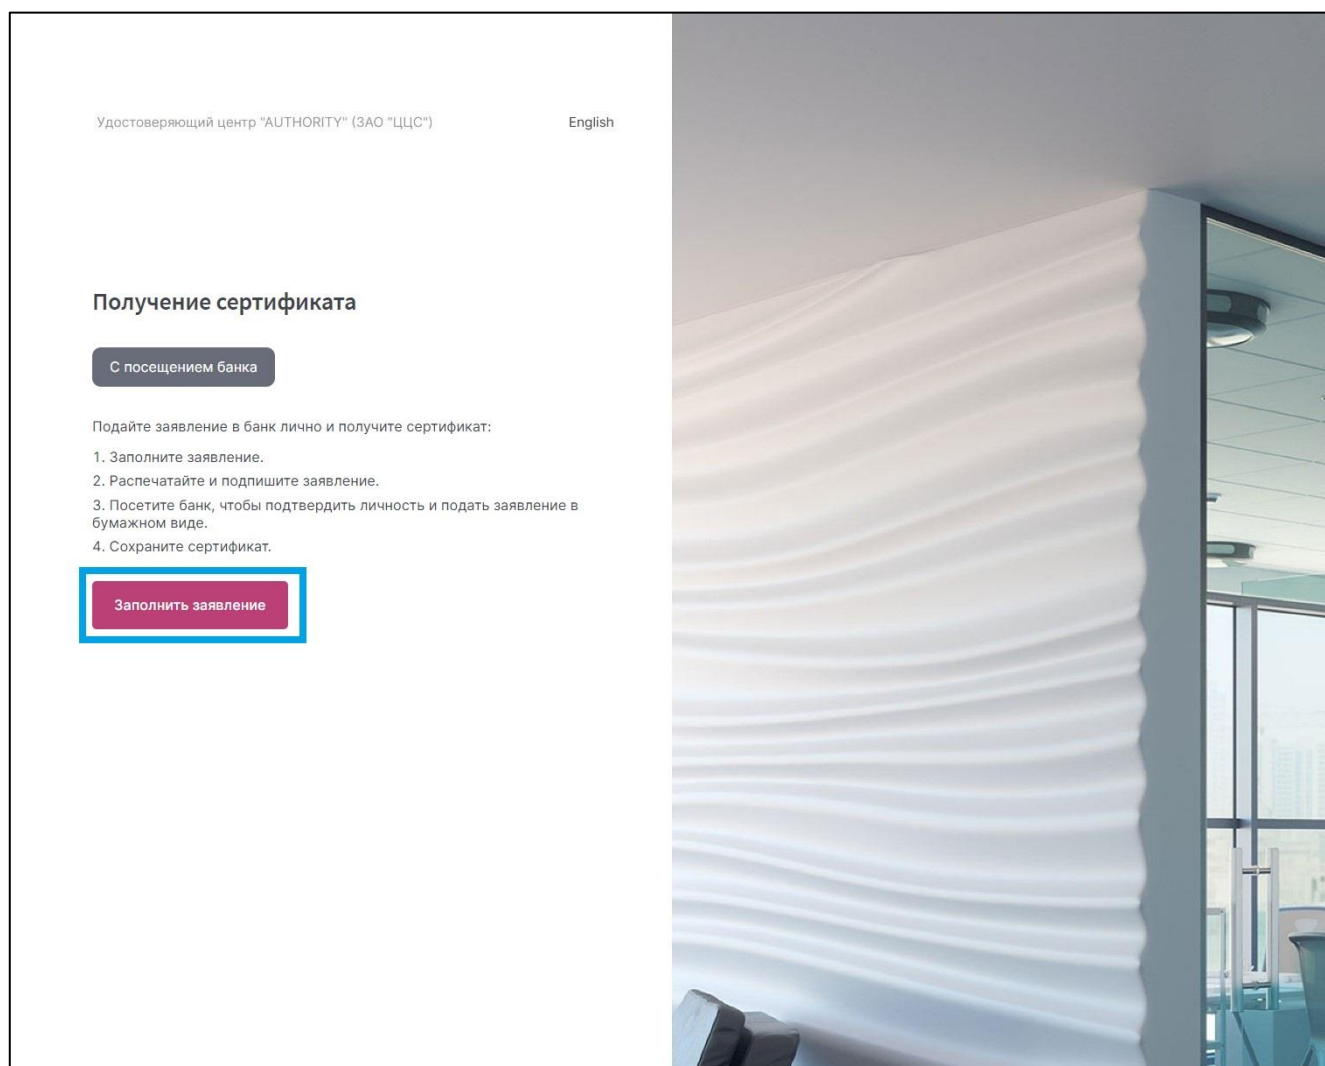 Удостоверяющий центр "AUTHORITY" (ЗАО "ЦЦС")
English
Получение сертификата
С посещением банка
Подайте заявление в банк лично и получите сертификат:
1. Заполните заявление.
2. Распечатайте и подпишите заявление.
3. Посетите банк, чтобы подтвердить личность и подать заявление в
бумажном виде.
4. Сохраните сертификат.
Заполнить заявление